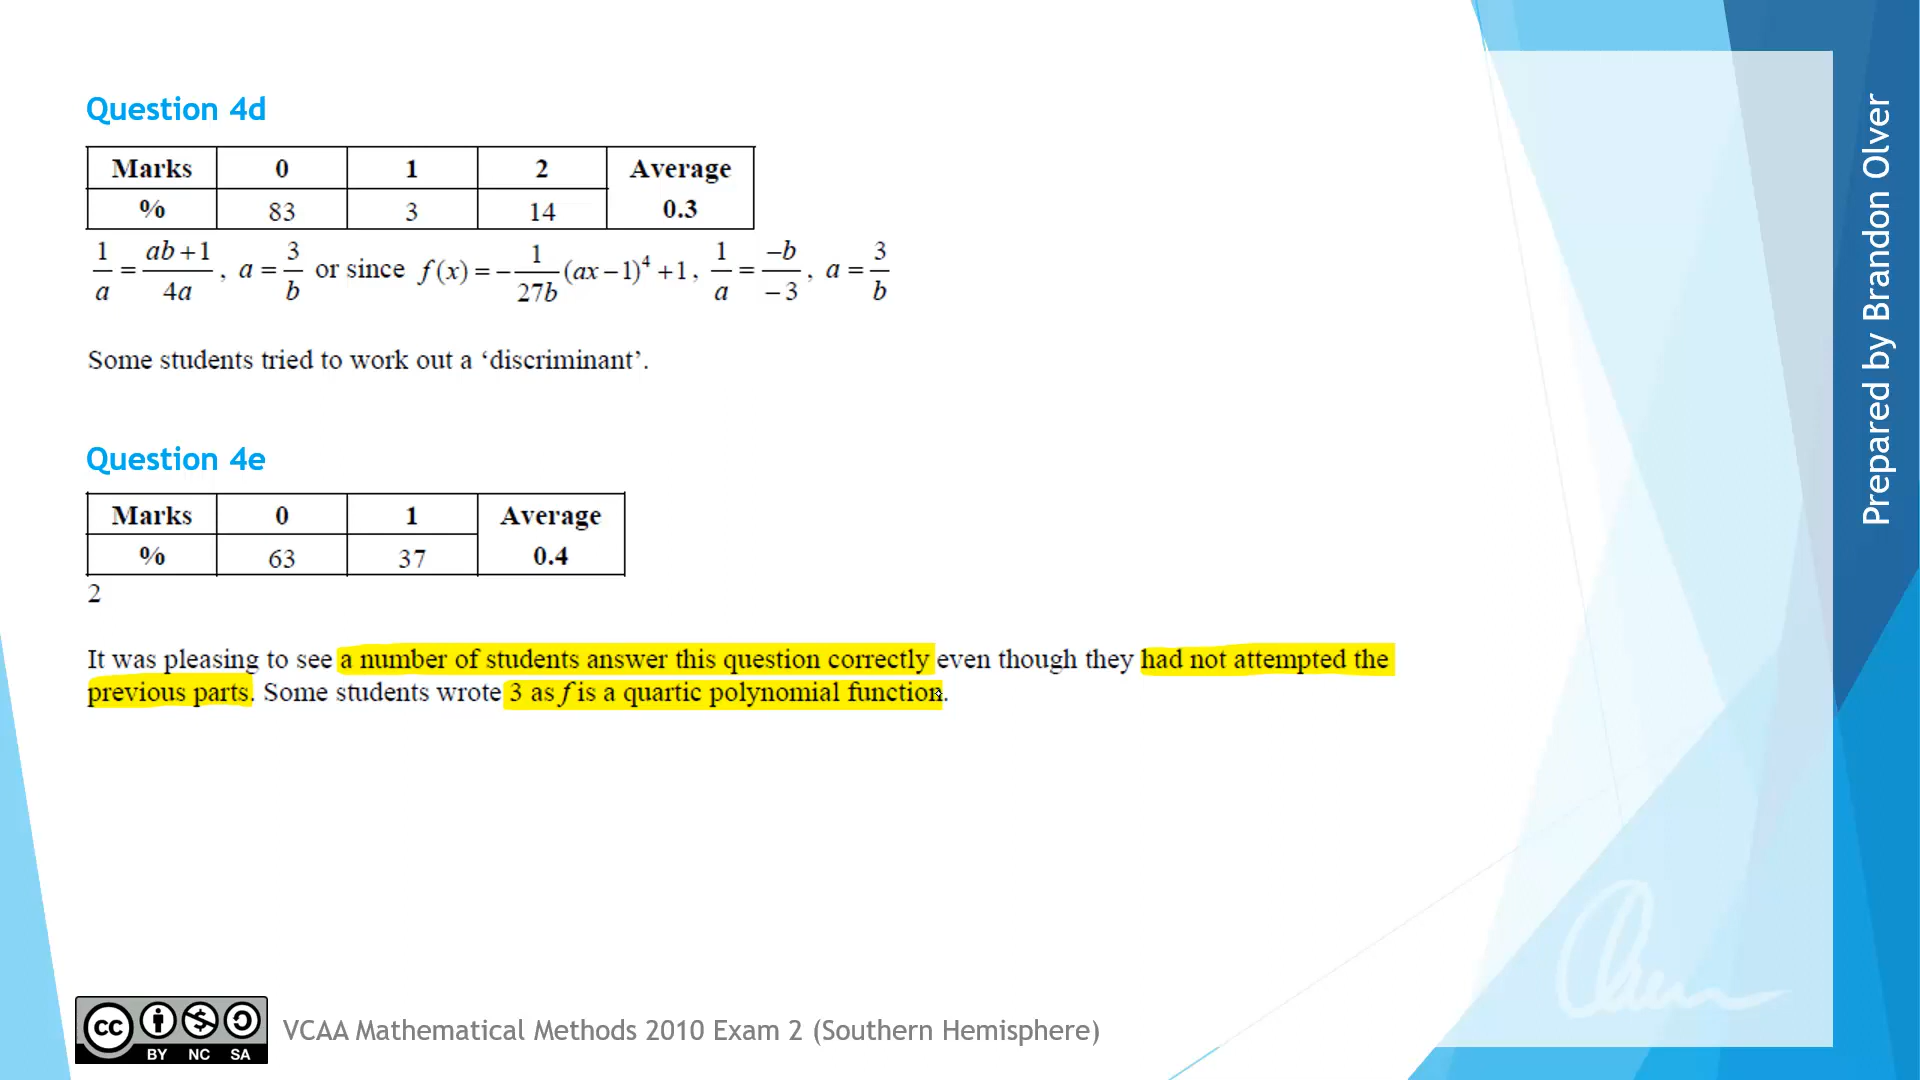 Question 4d
Marks 0 1 2 Average
% 83 3 14 0.3
1/a = (ab+1)/4a , a = 3/b or since f(x) = −1/27b (ax−1)⁴ +1, 1/a = −b/−3 , a = 3/b
Some students tried to work out a ‘discriminant’.
Question 4e
Marks 0 1 Average
% 63 37 0.4
2
It was pleasing to see a number of students answer this question correctly even though they had not attempted the
previous parts. Some students wrote 3 as f is a quartic polynomial function.
cc
BY NC SA
VCAA Mathematical Methods 2010 Exam 2 (Southern Hemisphere)
Prepared by Brandon Olver